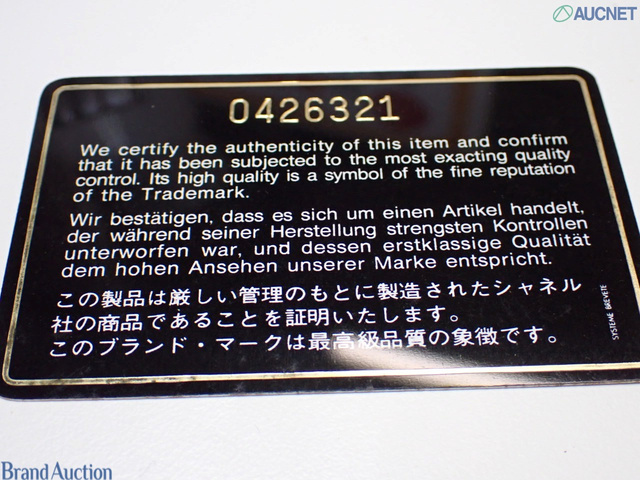 AUCNET
0426321
We certify the authenticity of this item and confirm
that it has been subjected to the most exacting quality
control. Its high quality is a symbol of the fine reputation
of the Trademark.
Wir bestätigen, dass es sich um einen Artikel handelt,
der während seiner Herstellung strengsten Kontrollen
unterworfen war, und dessen erstklassige Qualität
dem hohen Ansehen unserer Marke entspricht.
この製品は厳しい管理のもとに製造されたシャネル
社の商品であることを証明いたします。
このブランド・マークは最高級品質の象徴です。
SYSTEME BREVETE
Brand Auction